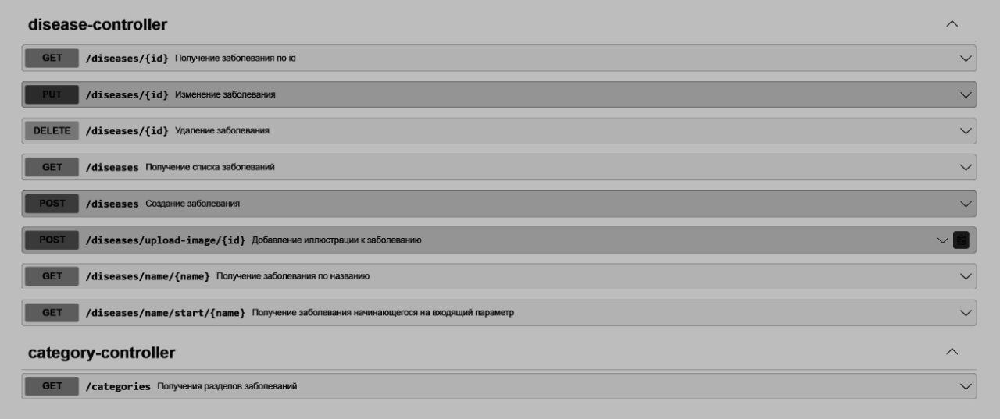 disease-controller
GET /diseases/{id} Получение заболевания по id
PUT /diseases/{id} Изменение заболевания
DELETE /diseases/{id} Удаление заболевания
GET /diseases Получение списка заболеваний
POST /diseases Создание заболевания
POST /diseases/upload-image/{id} Добавление иллюстрации к заболеванию
GET /diseases/name/{name} Получение заболевания по названию
GET /diseases/name/start/{name} Получение заболевания начинающегося на входящий параметр
category-controller
GET /categories Получения разделов заболеваний